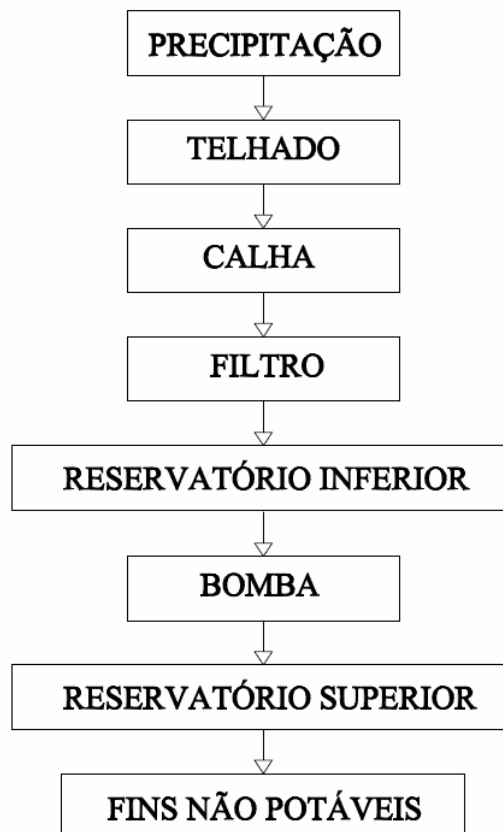 PRECIPITAÇÃO
TELHADO
CALHA
FILTRO
RESERVATÓRIO INFERIOR
BOMBA
RESERVATÓRIO SUPERIOR
FINS NÃO POTÁVEIS